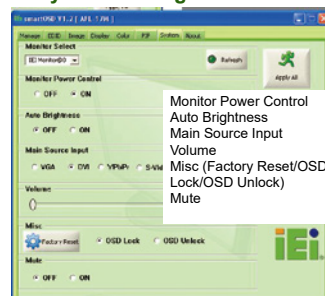 smartOSD V1.2 [ AFL-17M ]
Manage EDID Image Display Color PIP System About
Monitor Select
Monitor00
Refresh
Apply All
Monitor Power Control
OFF ON
Auto Brightness
OFF ON
Main Source Input
VGA DVI YPbPr
Volume
0
Misc
Factory Reset OSD Lock OSD Unlock
Mute
OFF ON
Monitor Power Control
Auto Brightness
Main Source Input
Volume
Misc (Factory Reset/OSD
Lock/OSD Unlock)
Mute
iEi